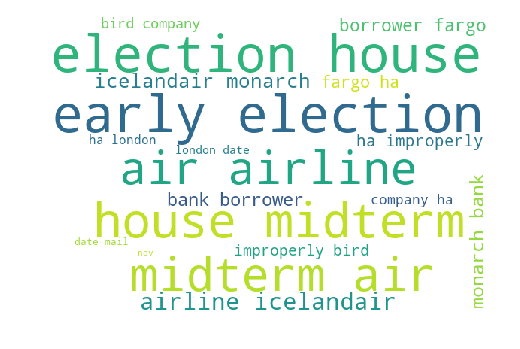 bird company
borrower fargo
election house
icelandair monarch
fargo ha
early election
ha london
ha improperly
london date
air airline
bank borrower
company ha
monarch bank
house midterm
date mail
improperly bird
nov
midterm air
airline icelandair